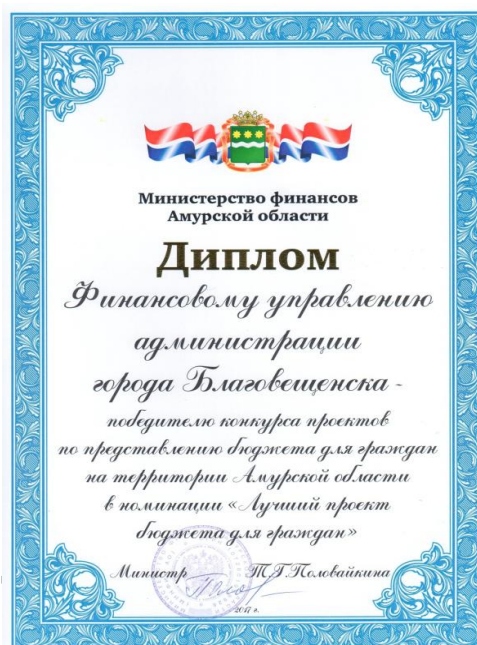 Министерство финансов
Амурской области
Диплом
Финансовому управлению
администрации
города Благовещенска -
победителю конкурса проектов
по представлению бюджета для граждан
на территории Амурской области
в номинации «Лучший проект
бюджета для граждан»
Министр Т.Г.Половайкина
2017 г.